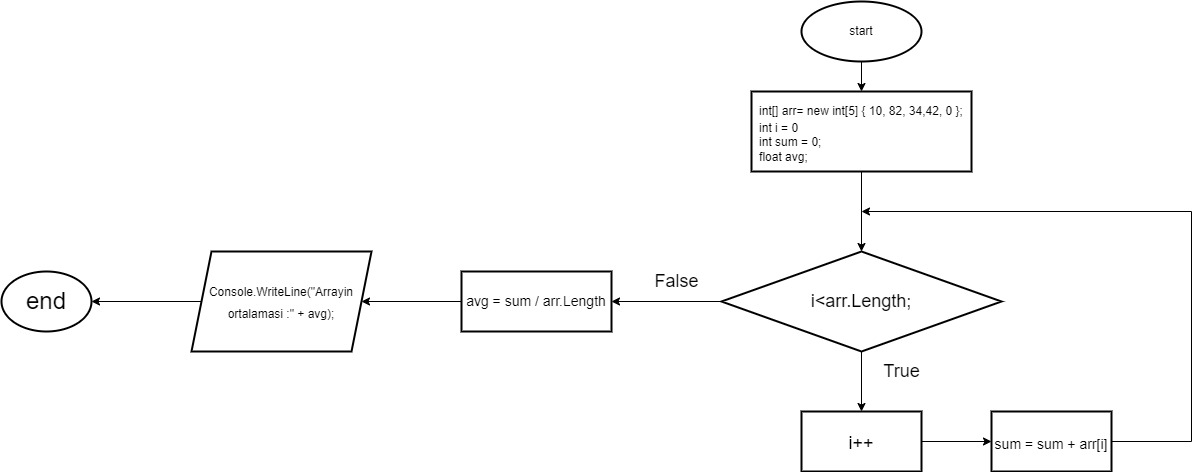 start
int[] arr= new int[5] { 10, 82, 34,42, 0 };
int i = 0
int sum = 0;
float avg;
i<arr.Length;
False
True
avg = sum / arr.Length
Console.WriteLine("Arrayin
ortalamasi :" + avg);
end
i++
sum = sum + arr[i]